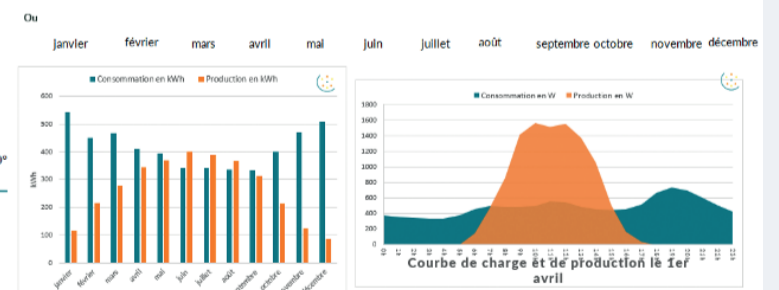 Ou
janvier février mars avril mai juin juillet août septembre octobre novembre décembre
Consommation en kWh Production en kWh
600
500
400
300
200
100
0
kWh
janvier février mars avril mai juin juillet août octobre
Consommation en W Production en W
1800
1600
1400
1200
1000
800
600
400
200
0
Courbe de charge et de production le 1er
avril